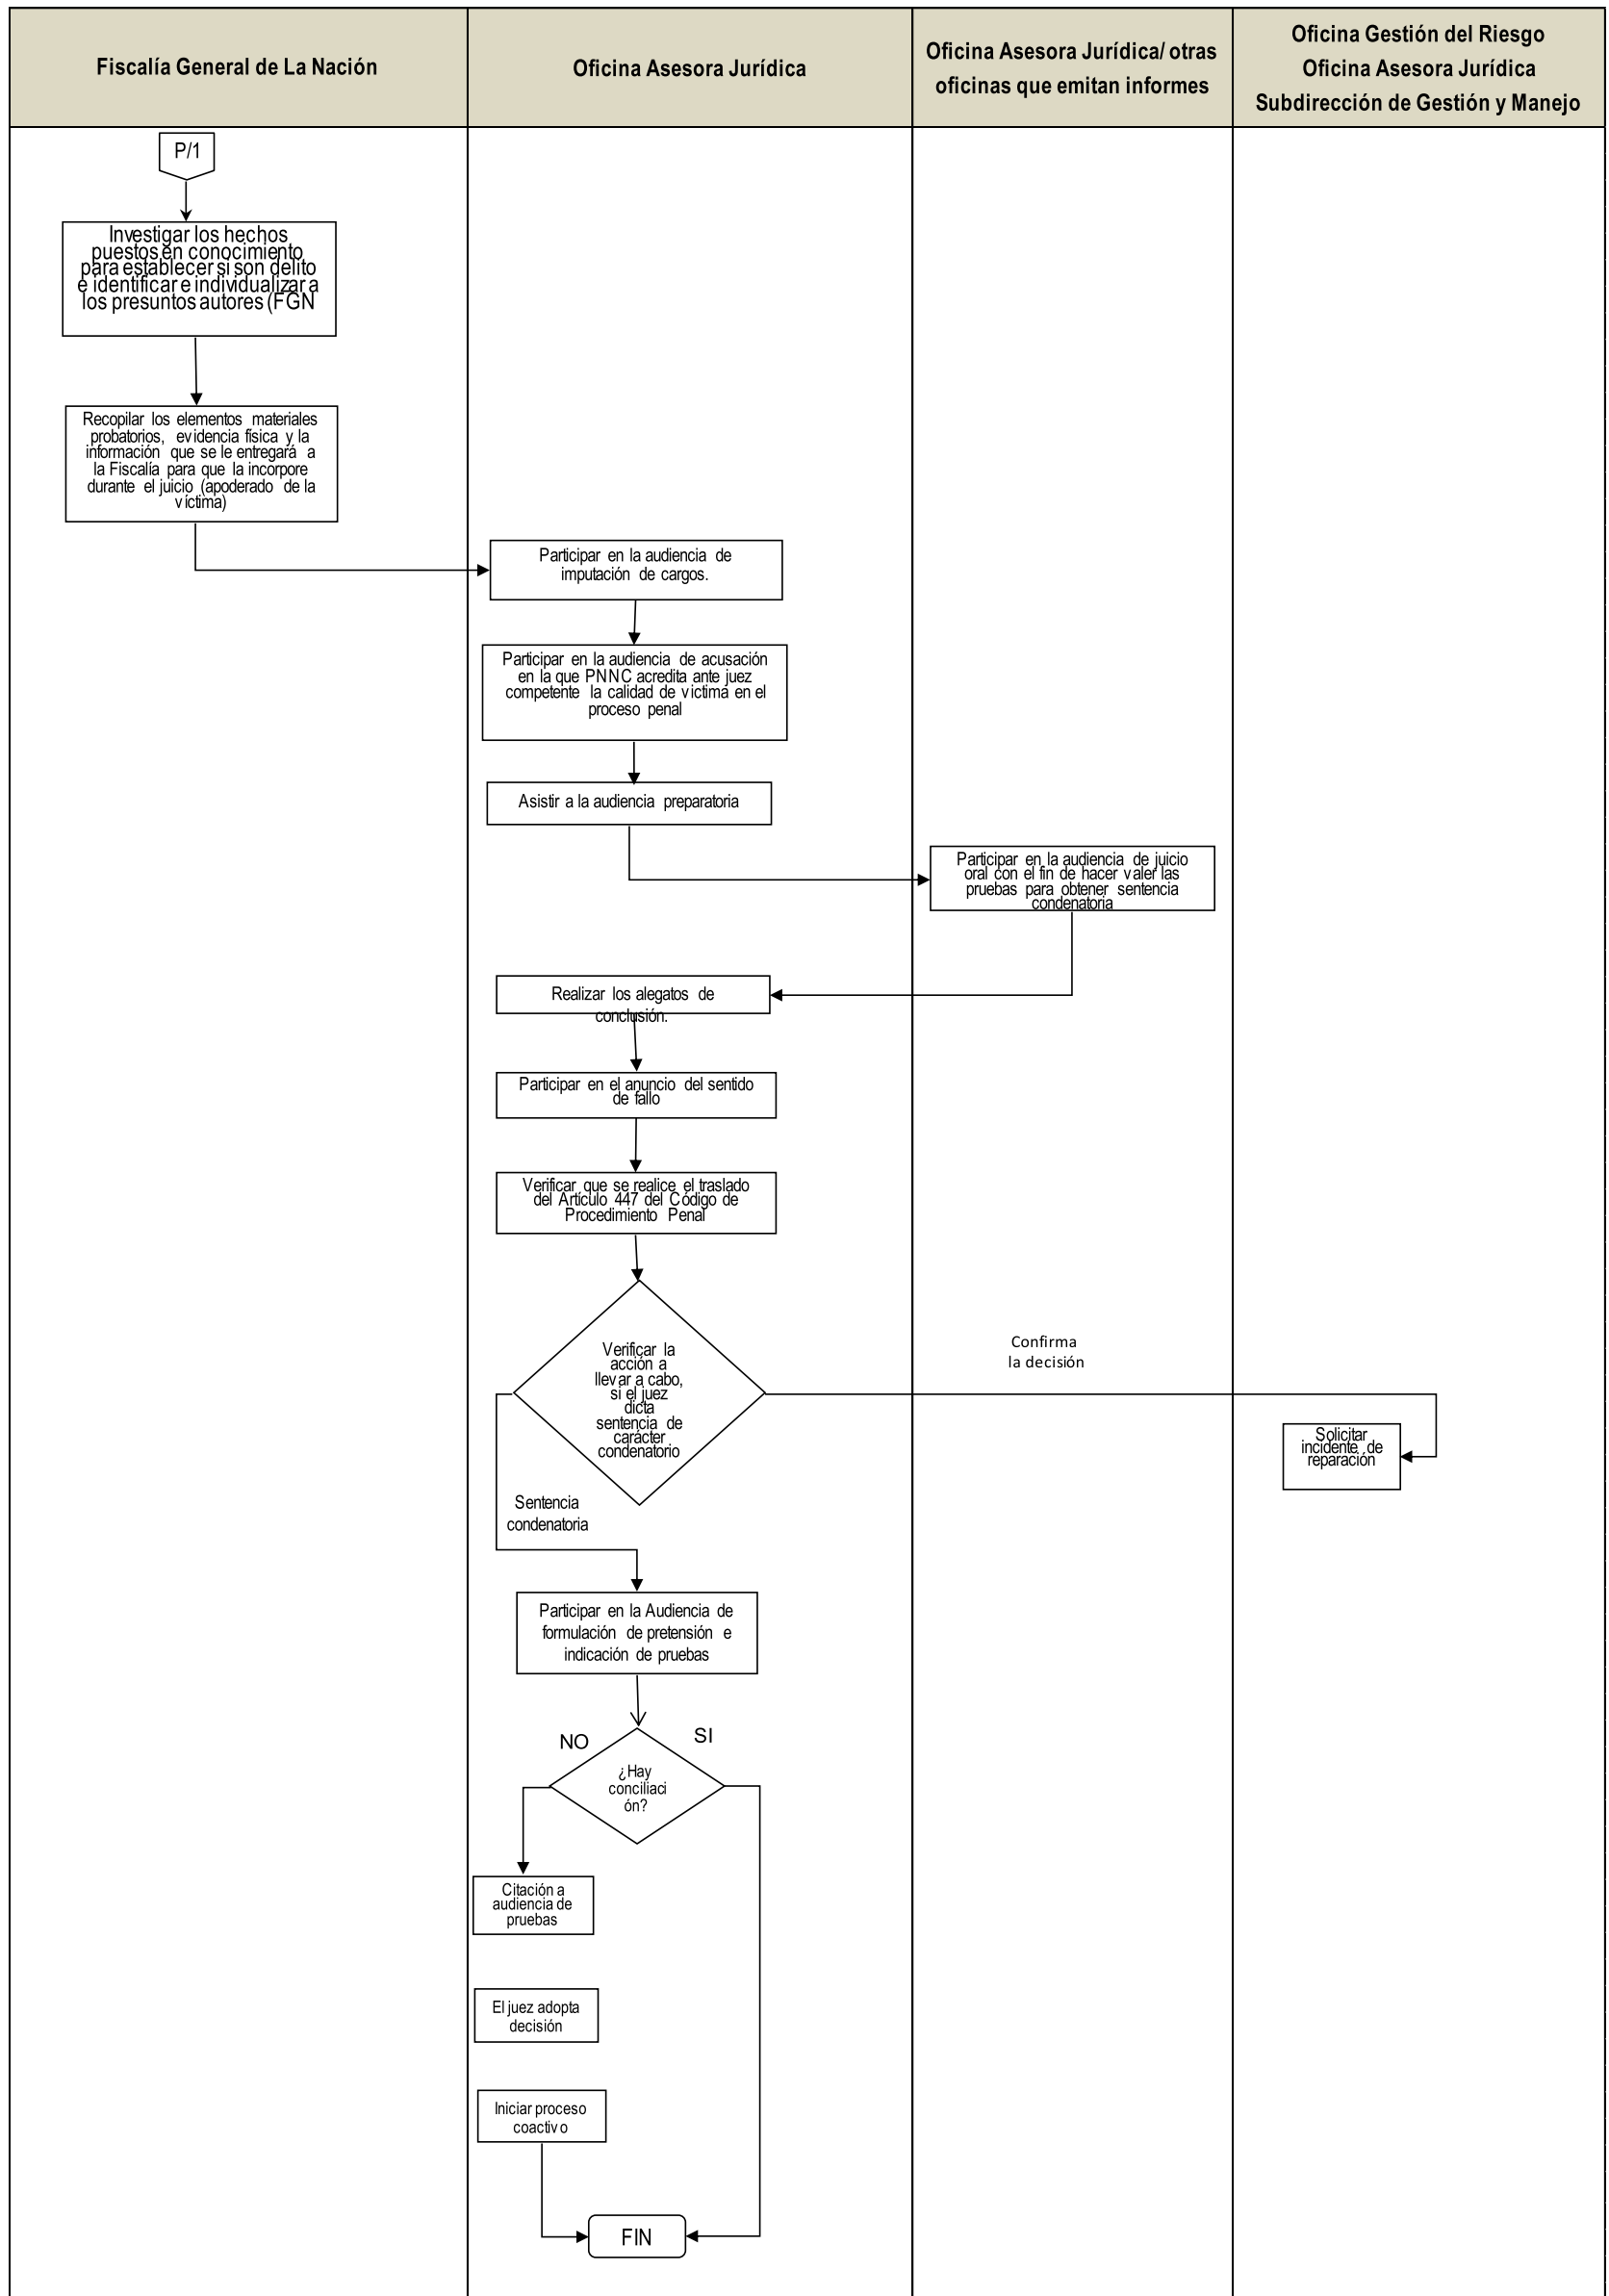 Fiscalía General de La Nación
Oficina Asesora Jurídica
Oficina Asesora Jurídica/ otras
oficinas que emitan informes
Oficina Gestión del Riesgo
Oficina Asesora Jurídica
Subdirección de Gestión y Manejo
P/1
Investigar los hechos
puestos en conocimiento
para establecer si son delito
e identificar e individualizar a
los presuntos autores (FGN
Recopilar los elementos materiales
probatorios, evidencia física y la
información que se le entregará a
la Fiscalía para que la incorpore
durante el juicio (apoderado de la
víctima)
Participar en la audiencia de
imputación de cargos.
Participar en la audiencia de acusación
en la que PNNC acredita ante juez
competente la calidad de victima en el
proceso penal
Asistir a la audiencia preparatoria
Participar en la audiencia de juicio
oral con el fin de hacer valer las
pruebas para obtener sentencia
condenatoria
Realizar los alegatos de
conclusión.
Participar en el anuncio del sentido
de fallo
Verificar que se realice el traslado
del Artículo 447 del Código de
Procedimiento Penal
Verificar la
acción a
llevar a cabo,
si el juez
dicta
sentencia de
carácter
condenatorio
Confirma
la decisión
Solicitar
incidente de
reparación
Sentencia
condenatoria
Participar en la Audiencia de
formulación de pretensión e
indicación de pruebas
NO
SI
¿Hay
conciliaci
ón?
Citación a
audiencia de
pruebas
El juez adopta
decisión
Iniciar proceso
coactivo
FIN